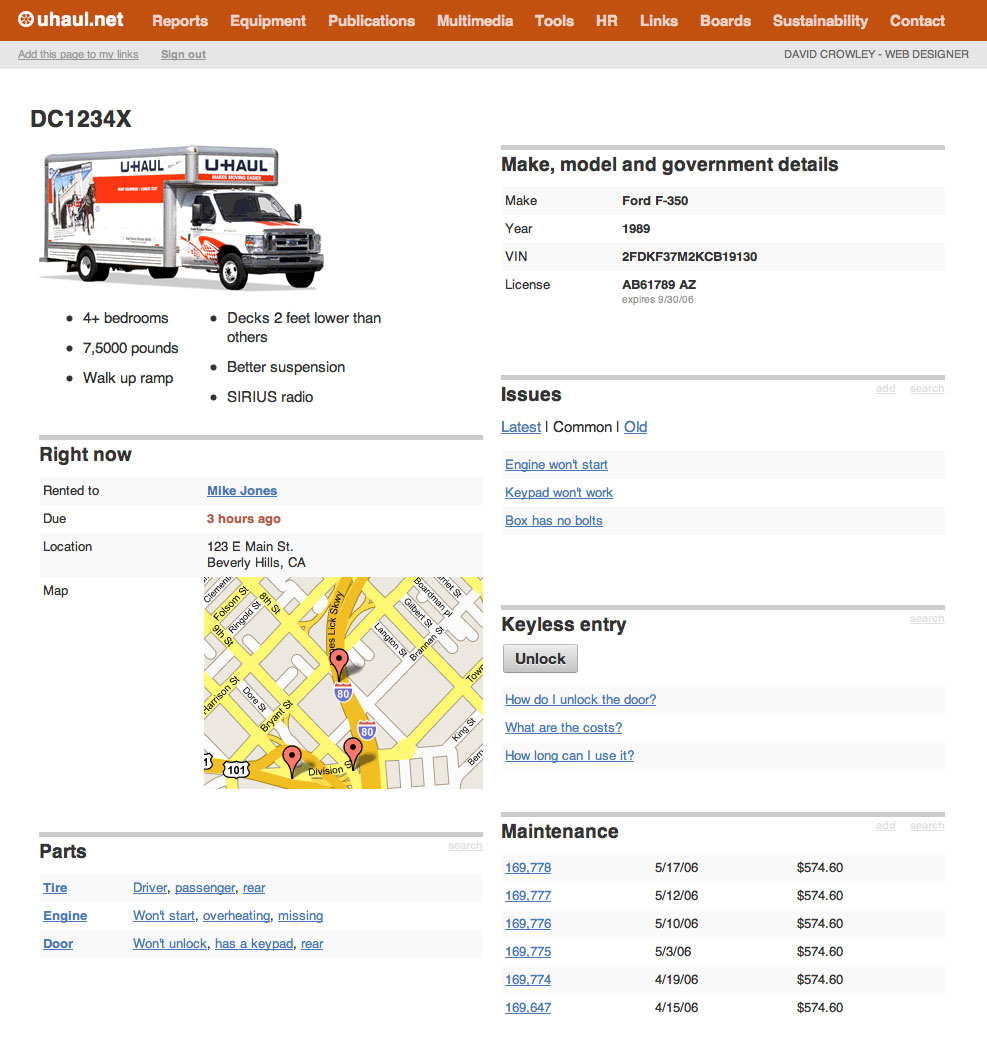 uhaul.net Reports Equipment Publications Multimedia Tools HR Links Boards Sustainability Contact
Add this page to my links Sign out DAVID CROWLEY - WEB DESIGNER
DC1234X
U-HAUL U-HAUL
MAKES MOVING EASIER
4+ bedrooms
7,5000 pounds
Walk up ramp
Decks 2 feet lower than
others
Better suspension
SIRIUS radio
Right now
Rented to Mike Jones
Due 3 hours ago
Location 123 E Main St.
Beverly Hills, CA
Map
Folsom St
8th St
Ringold St
9th St
Harrison St
Dore St
Bryant St
Lick Skwy
Langton St
Gilbert St
Boardman pl
Brannan St
King St
80
80
101
1
Division
Parts
search
Tire Driver, passenger, rear
Engine Won't start, overheating, missing
Door Won't unlock, has a keypad, rear
Make, model and government details
Make Ford F-350
Year 1989
VIN 2FDKF37M2KCB19130
License AB61789 AZ
expires 9/30/06
Issues
add search
Latest | Common | Old
Engine won't start
Keypad won't work
Box has no bolts
Keyless entry
search
Unlock
How do I unlock the door?
What are the costs?
How long can I use it?
Maintenance
add search
169,778 5/17/06 $574.60
169,777 5/12/06 $574.60
169,776 5/10/06 $574.60
169,775 5/3/06 $574.60
169,774 4/19/06 $574.60
169,647 4/15/06 $574.60